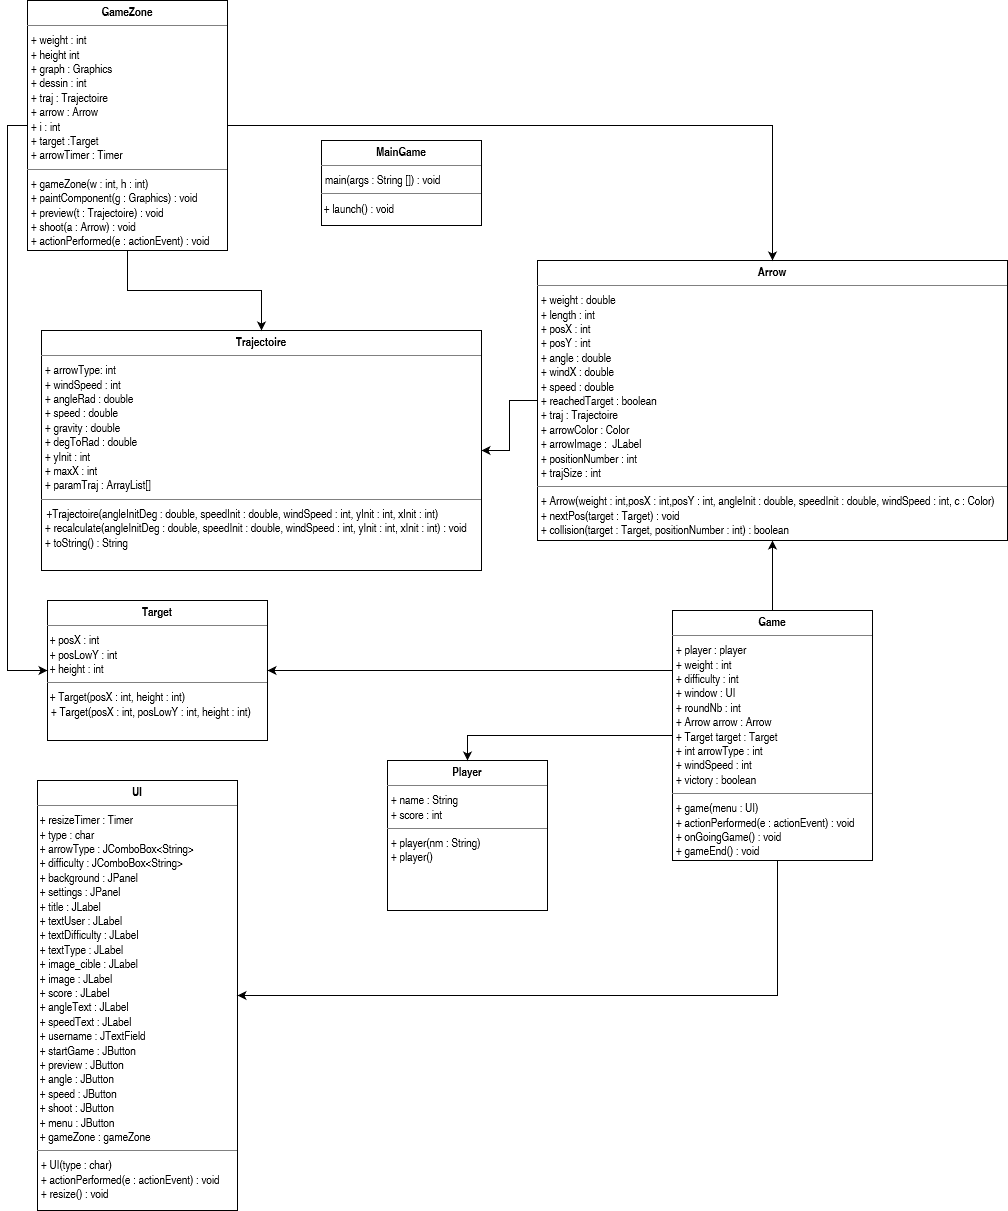 GameZone
+ weight : int
+ height int
+ graph : Graphics
+ dessin : int
+ traj : Trajectoire
+ arrow : Arrow
+ i : int
+ target :Target
+ arrowTimer : Timer
+ gameZone(w : int, h : int)
+ paintComponent(g : Graphics) : void
+ preview(t : Trajectoire) : void
+ shoot(a : Arrow) : void
+ actionPerformed(e : actionEvent) : void
MainGame
main(args : String []) : void
+ launch() : void
Arrow
+ weight : double
+ length : int
+ posX : int
+ posY : int
+ angle : double
+ windX : double
+ speed : double
+ reachedTarget : boolean
+ traj : Trajectoire
+ arrowColor : Color
+ arrowImage :  JLabel
+ positionNumber : int
+ trajSize : int
+ Arrow(weight : int,posX : int,posY : int, angleInit : double, speedInit : double, windSpeed : int, c : Color)
+ nextPos(target : Target) : void
+ collision(target : Target, positionNumber : int) : boolean
Trajectoire
+ arrowType: int
+ windSpeed : int
+ angleRad : double
+ speed : double
+ gravity : double
+ degToRad : double
+ yInit : int
+ maxX : int
+ paramTraj : ArrayList[]
+Trajectoire(angleInitDeg : double, speedInit : double, windSpeed : int, yInit : int, xInit : int)
+ recalculate(angleInitDeg : double, speedInit : double, windSpeed : int, yInit : int, xInit : int) : void
+ toString() : String
Target
+ posX : int
+ posLowY : int
+ height : int
+ Target(posX : int, height : int)
+ Target(posX : int, posLowY : int, height : int)
Game
+ player : player
+ weight : int
+ difficulty : int
+ window : UI
+ roundNb : int
+ Arrow arrow : Arrow
+ Target target : Target
+ int arrowType : int
+ windSpeed : int
+ victory : boolean
+ game(menu : UI)
+ actionPerformed(e : actionEvent) : void
+ onGoingGame() : void
+ gameEnd() : void
Player
+ name : String
+ score : int
+ player(nm : String)
+ player()
UI
+ resizeTimer : Timer
+ type : char
+ arrowType : JComboBox<String>
+ difficulty : JComboBox<String>
+ background : JPanel
+ settings : JPanel
+ title : JLabel
+ textUser : JLabel
+ textDifficulty : JLabel
+ textType : JLabel
+ image_cible : JLabel
+ image : JLabel
+ score : JLabel
+ angleText : JLabel
+ speedText : JLabel
+ username : JTextField
+ startGame : JButton
+ preview : JButton
+ angle : JButton
+ speed : JButton
+ shoot : JButton
+ menu : JButton
+ gameZone : gameZone
+ UI(type : char)
+ actionPerformed(e : actionEvent) : void
+ resize() : void